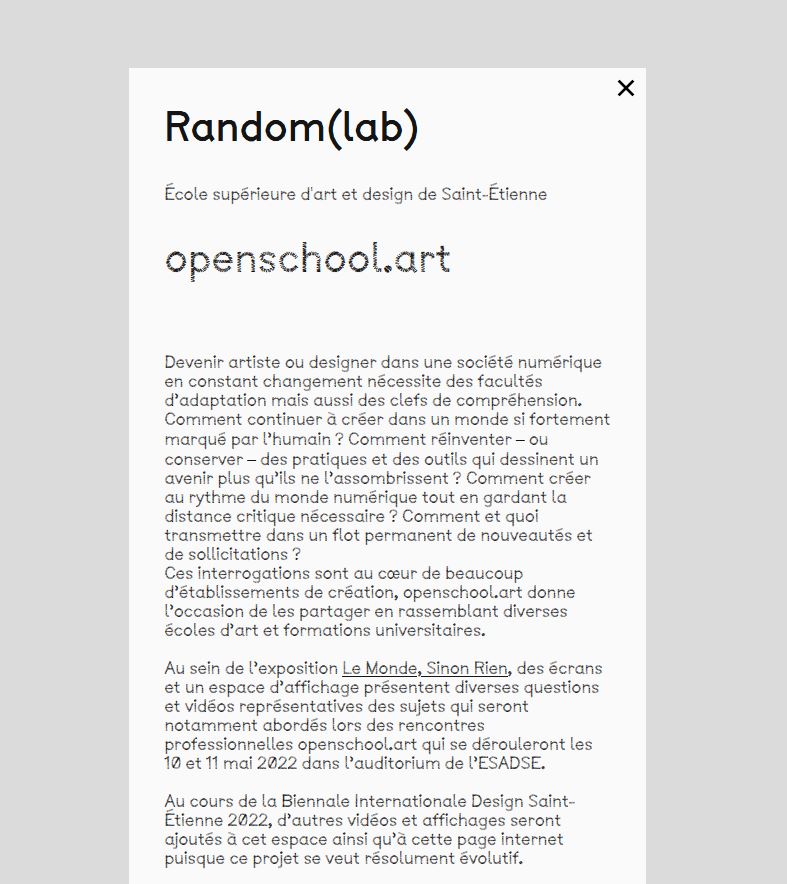 Random(lab)
École supérieure d'art et design de Saint-Étienne
openschool.art
Devenir artiste ou designer dans une société numérique
en constant changement nécessite des facultés
d’adaptation mais aussi des clefs de compréhension.
Comment continuer à créer dans un monde si fortement
marqué par l’humain ? Comment réinventer – ou
conserver – des pratiques et des outils qui dessinent un
avenir plus qu’ils ne l’assombrissent ? Comment créer
au rythme du monde numérique tout en gardant la
distance critique nécessaire ? Comment et quoi
transmettre dans un flot permanent de nouveautés et
de sollicitations ?
Ces interrogations sont au cœur de beaucoup
d’établissements de création, openschool.art donne
l’occasion de les partager en rassemblant diverses
écoles d’art et formations universitaires.
Au sein de l’exposition Le Monde, Sinon Rien, des écrans
et un espace d’affichage présentent diverses questions
et vidéos représentatives des sujets qui seront
notamment abordés lors des rencontres
professionnelles openschool.art qui se dérouleront les
10 et 11 mai 2022 dans l’auditorium de l’ESADSE.
Au cours de la Biennale Internationale Design Saint-
Étienne 2022, d’autres vidéos et affichages seront
ajoutés à cet espace ainsi qu’à cette page internet
puisque ce projet se veut résolument évolutif.